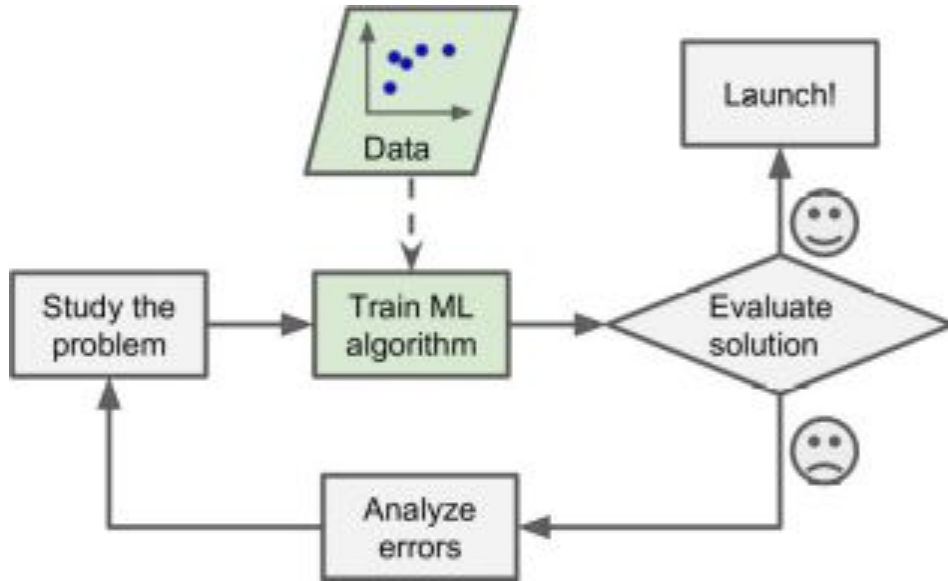 Data
Launch!
Study the
problem
Train ML
algorithm
Evaluate
solution
Analyze
errors